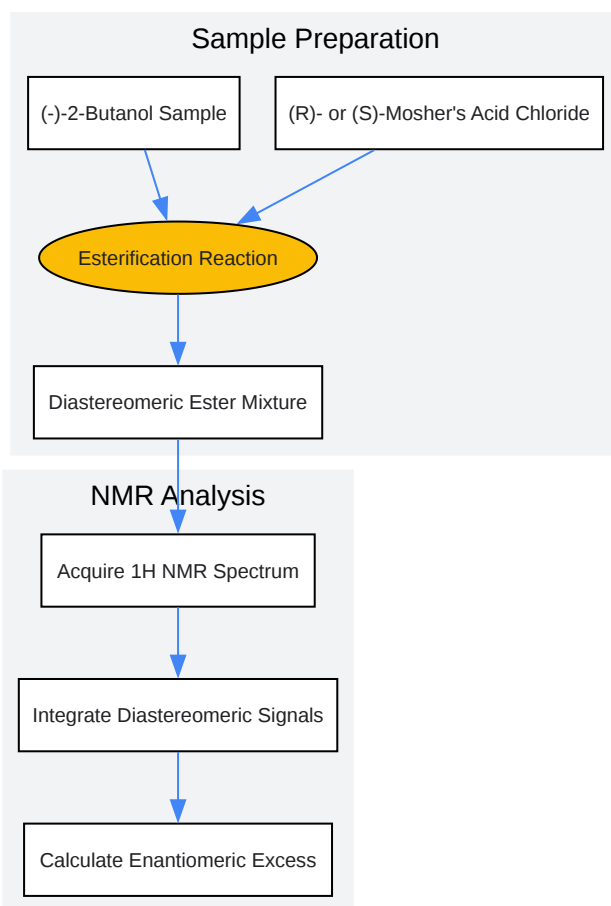 Sample Preparation
(-)-2-Butanol Sample
(R)- or (S)-Mosher's Acid Chloride
Esterification Reaction
Diastereomeric Ester Mixture
NMR Analysis
Acquire 1H NMR Spectrum
Integrate Diastereomeric Signals
Calculate Enantiomeric Excess